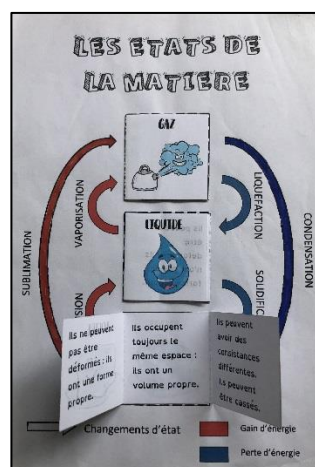 LES ETATS DE
LA MATIERE
GAZ
SUBLIMATION
VAPORISATION
LIQUEFACTION
CONDENSATION
LIQUIDE
USION
SOLIDIFIC
Ils ne peuvent
pas être
déformés : ils
ont une forme
propre.
Ils occupent
toujours le
même espace :
ils ont un
volume propre.
Ils peuvent
avoir des
consistances
différentes.
Ils peuvent
être cassés.
Changements d'état
Gain d'énergie
Perte d'énergie